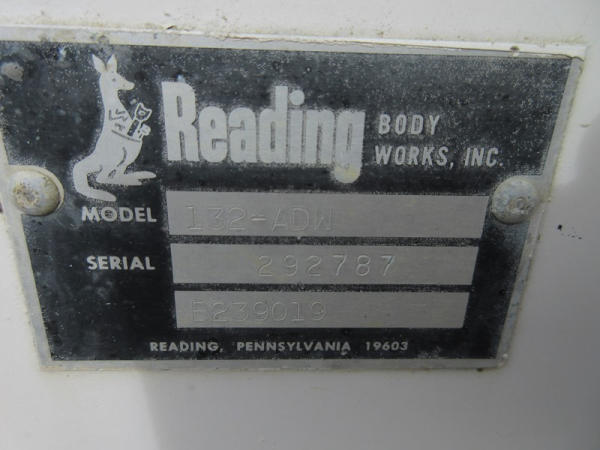 Reading BODY WORKS, INC.
MODEL 132-ADW
SERIAL 292787
E239019
READING, PENNSYLVANIA 19603